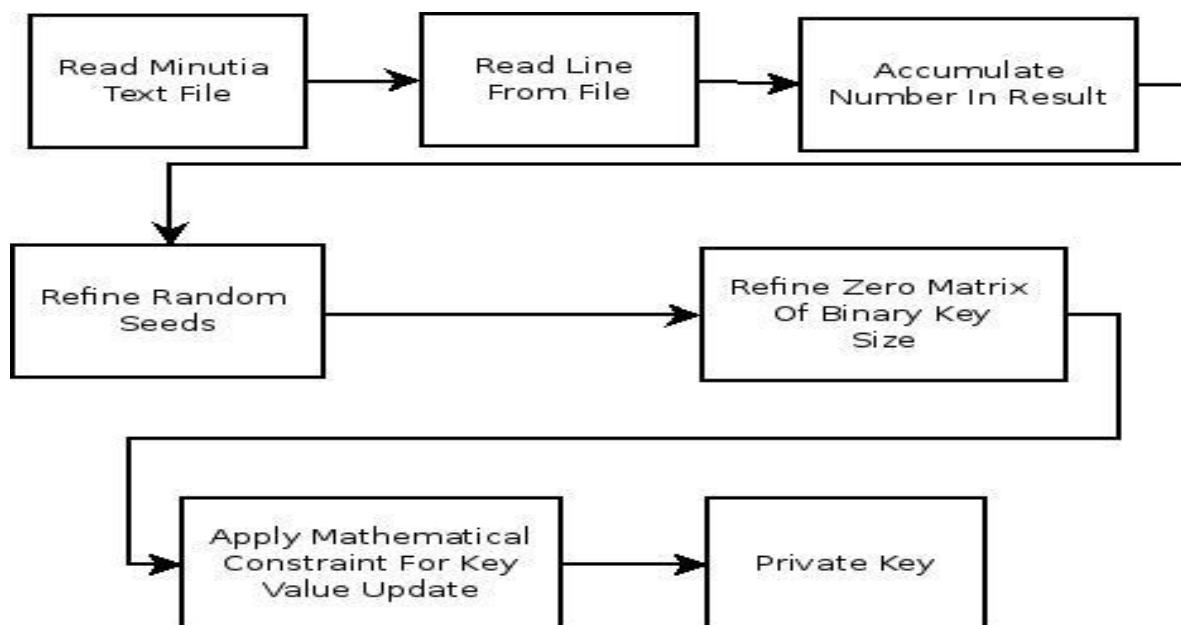 Read Minutia
Text File
Read Line
From File
Accumulate
Number In Result
Refine Random
Seeds
Refine Zero Matrix
Of Binary Key
Size
Apply Mathematical
Constraint For Key
Value Update
Private Key